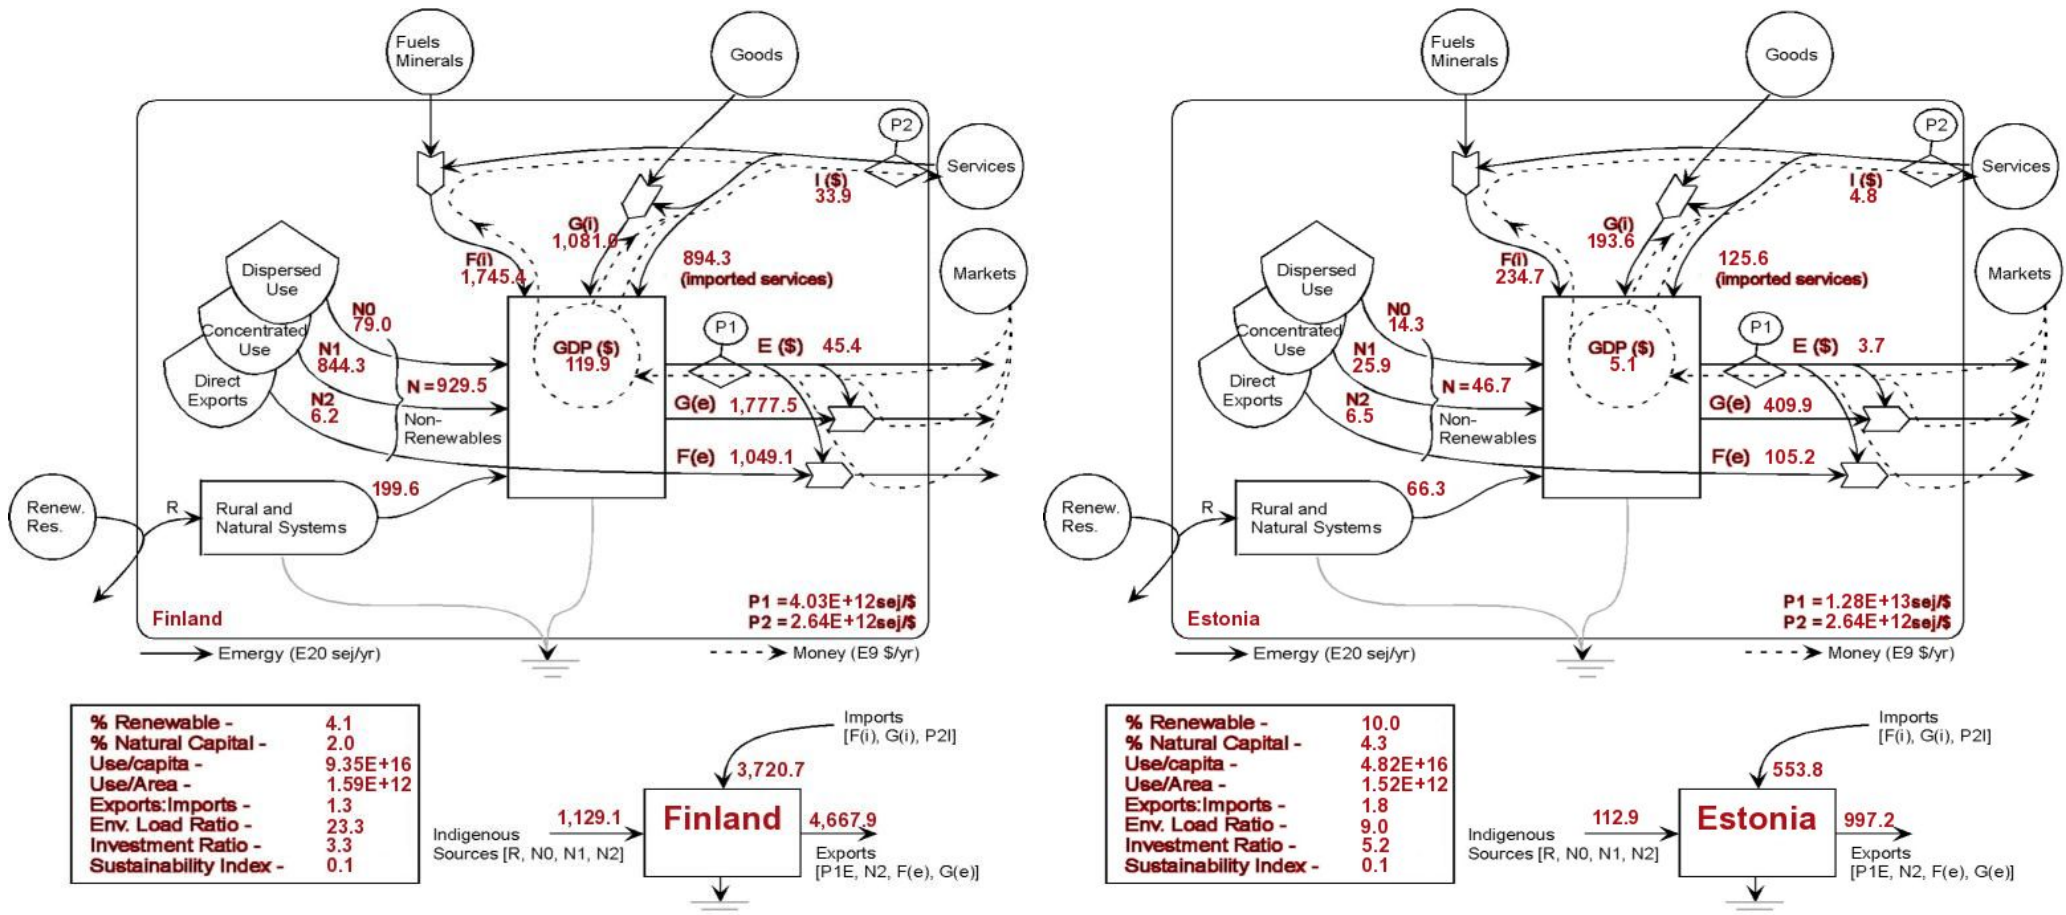 Fuels
Minerals
Goods
P2
Services
I ($)
33.9
G(i)
1,081.0
F(i)
1,745.4
894.3
(imported services)
Markets
Dispersed
Use
Concentrated
Use
Direct
Exports
N0
79.0
N1
844.3
N2
6.2
N = 929.5
Non-
Renewables
GDP ($)
119.9
P1
E ($) 45.4
G(e) 1,777.5
F(e) 1,049.1
Renew.
Res.
R
Rural and
Natural Systems
199.6
P1 = 4.03E+12sej/$
P2 = 2.64E+12sej/$
Finland
Emergy (E20 sej/yr)
Money (E9 $/yr)
% Renewable - 4.1
% Natural Capital - 2.0
Use/capita - 9.35E+16
Use/Area - 1.59E+12
Exports:Imports - 1.3
Env. Load Ratio - 23.3
Investment Ratio - 3.3
Sustainability Index - 0.1
Imports
[F(i), G(i), P2I]
3,720.7
1,129.1
Indigenous
Sources [R, N0, N1, N2]
Finland
4,667.9
Exports
[P1E, N2, F(e), G(e)]
Fuels
Minerals
Goods
P2
Services
I ($)
4.8
G(i)
193.6
F(i)
234.7
125.6
(imported services)
Markets
Dispersed
Use
Concentrated
Use
Direct
Exports
N0
14.3
N1
25.9
N2
6.5
N = 46.7
Non-
Renewables
GDP ($)
5.1
P1
E ($) 3.7
G(e) 409.9
F(e) 105.2
Renew.
Res.
R
Rural and
Natural Systems
66.3
P1 = 1.28E+13sej/$
P2 = 2.64E+12sej/$
Estonia
Emergy (E20 sej/yr)
Money (E9 $/yr)
% Renewable - 10.0
% Natural Capital - 4.3
Use/capita - 4.82E+16
Use/Area - 1.52E+12
Exports:Imports - 1.8
Env. Load Ratio - 9.0
Investment Ratio - 5.2
Sustainability Index - 0.1
Imports
[F(i), G(i), P2I]
553.8
112.9
Indigenous
Sources [R, N0, N1, N2]
Estonia
997.2
Exports
[P1E, N2, F(e), G(e)]